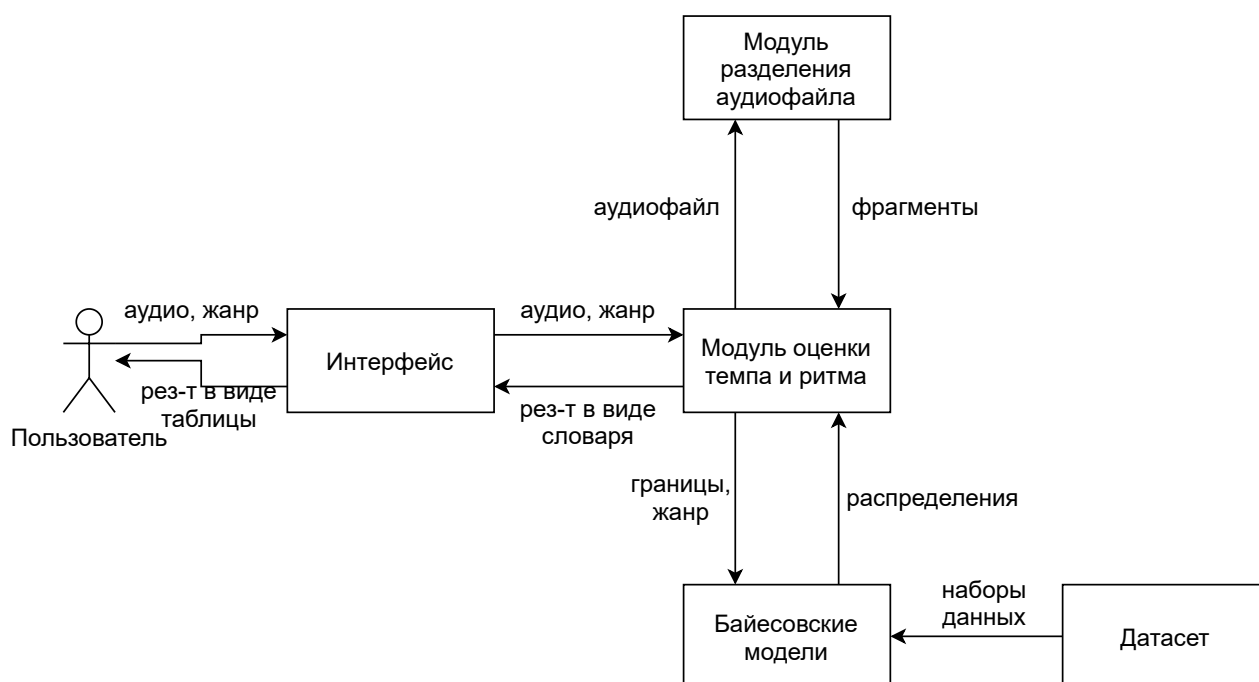 Модуль
разделения
аудиофайла
аудиофайл
фрагменты
аудио, жанр
аудио, жанр
Интерфейс
Модуль оценки
темпа и ритма
рез-т в виде
таблицы
рез-т в виде
словаря
Пользователь
границы,
жанр
распределения
Байесовские
модели
наборы
данных
Датасет